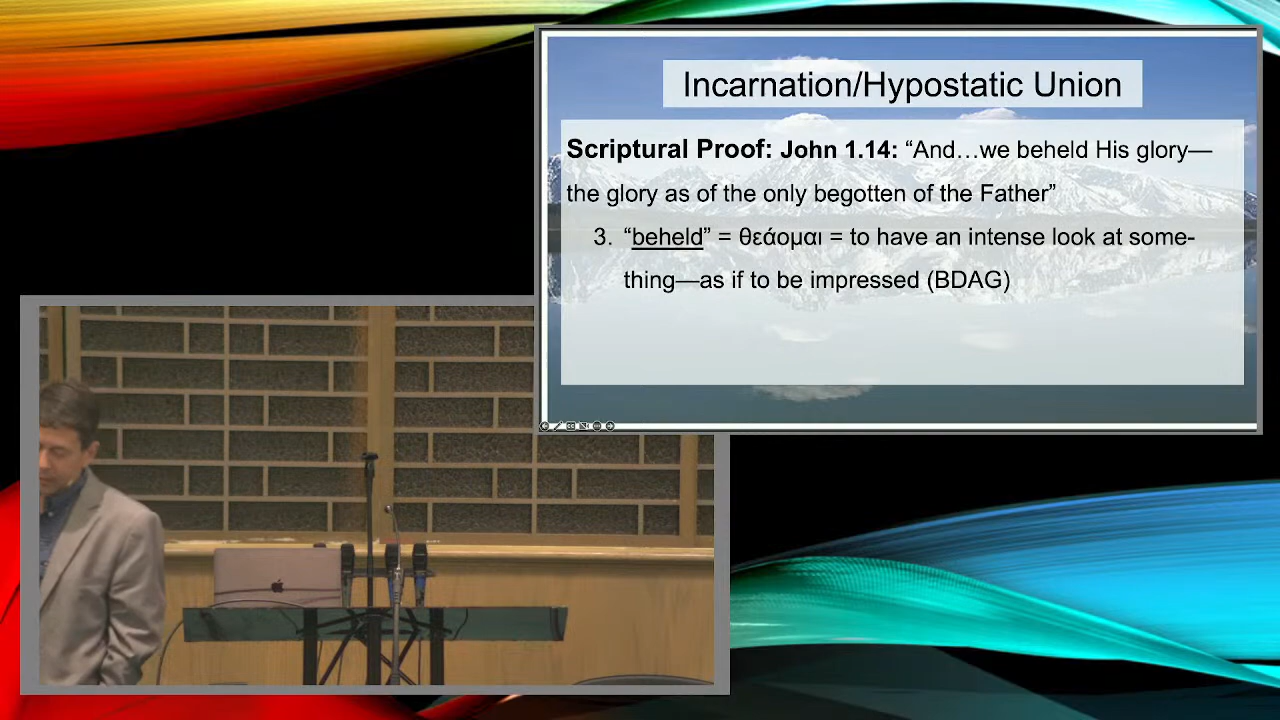 Incarnation/Hypostatic Union
Scriptural Proof: John 1.14: “And…we beheld His glory—
the glory as of the only begotten of the Father”
3. “beheld” = θεάομαι = to have an intense look at some-
thing—as if to be impressed (BDAG)